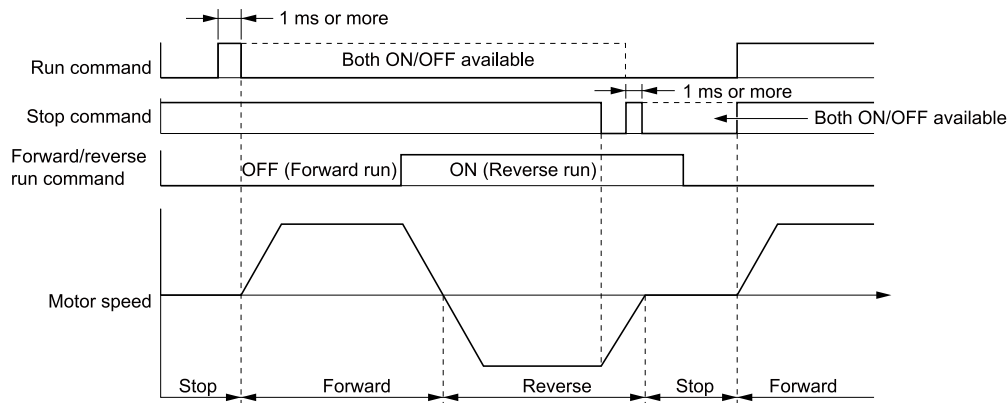 1 ms or more
Run command
Both ON/OFF available
1 ms or more
Stop command
Both ON/OFF available
Forward/reverse
run command
OFF (Forward run)
ON (Reverse run)
Motor speed
Stop
Forward
Reverse
Stop
Forward